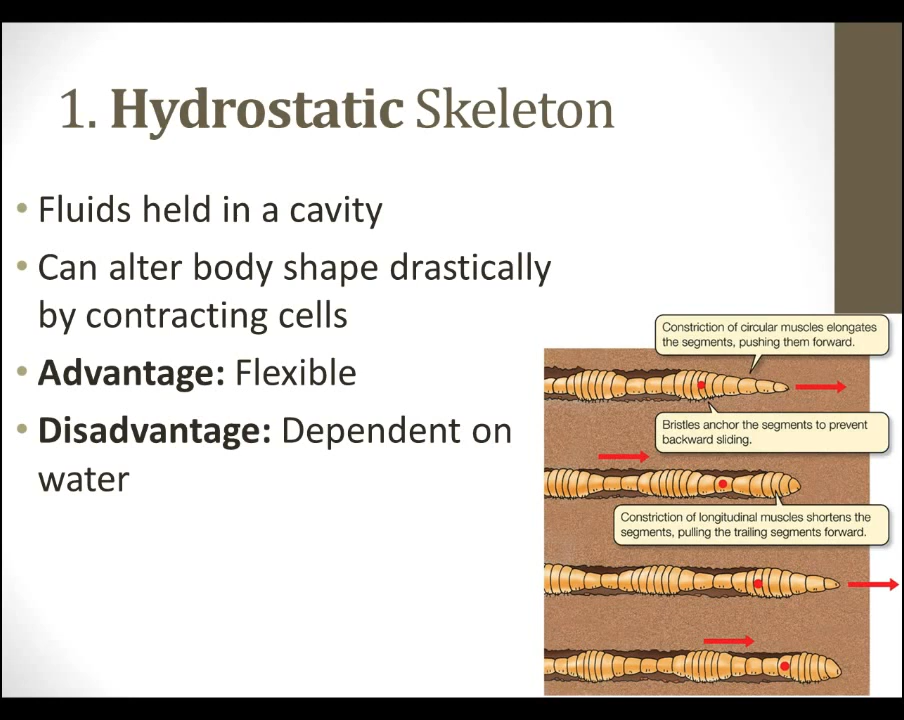 1. Hydrostatic Skeleton
• Fluids held in a cavity
• Can alter body shape drastically
by contracting cells
• Advantage: Flexible
• Disadvantage: Dependent on
water
Constriction of circular muscles elongates
the segments, pushing them forward.
Bristles anchor the segments to prevent
backward sliding.
Constriction of longitudinal muscles shortens the
segments, pulling the trailing segments forward.